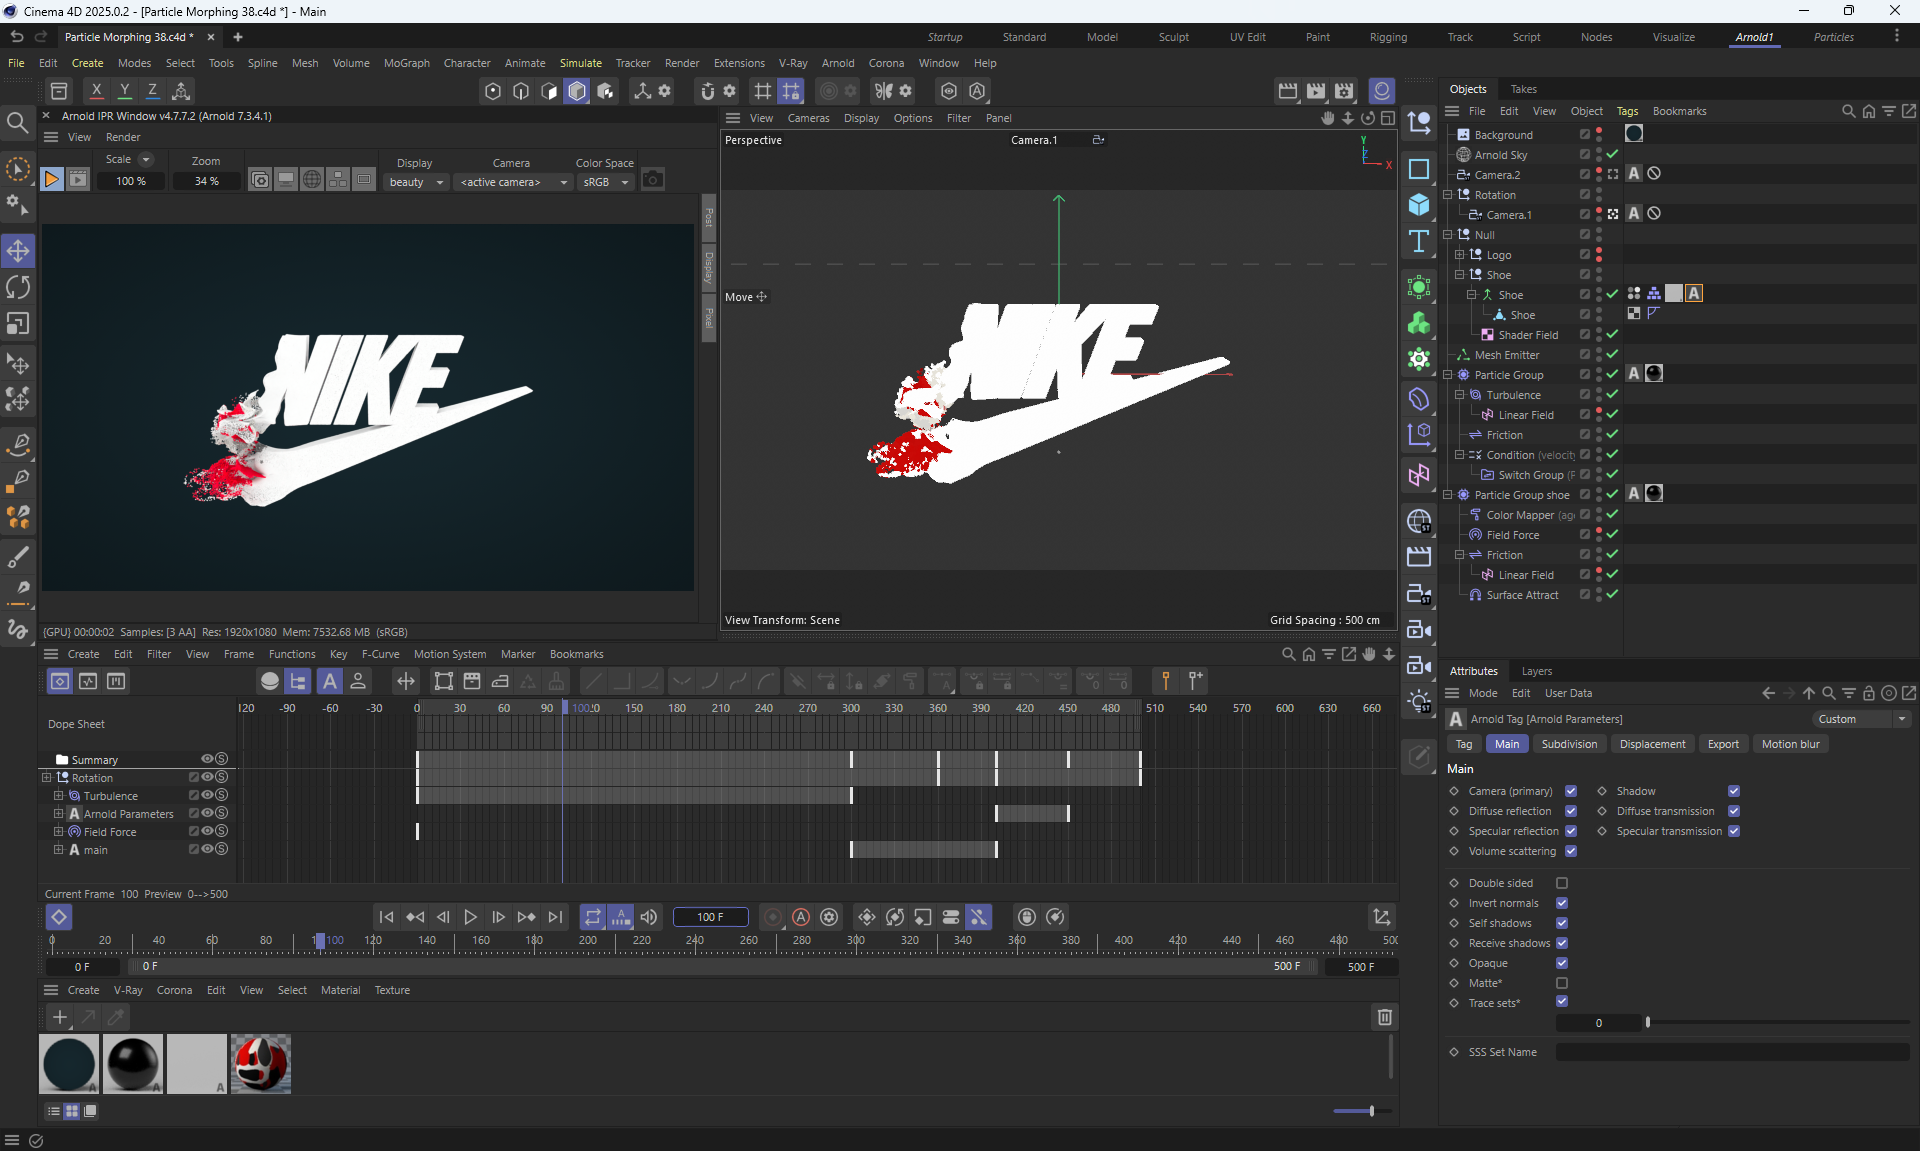 Cinema 4D 2025.0.2 - [Particle Morphing 38.c4d *] - Main
Particle Morphing 38.c4d *
Startup Standard Model Sculpt UV Edit Paint Rigging Track Script Nodes Visualize Arnold1 Particles
File Edit Create Modes Select Tools Spline Mesh Volume MoGraph Character Animate Simulate Tracker Render Extensions V-Ray Arnold Corona Window Help
X Y Z
Arnold IPR Window v4.7.7.2 (Arnold 7.3.4.1)
View Render
Scale
100 %
Zoom
34 %
Display
beauty
Camera
<active camera>
Color Space
sRGB
Post
Display
Pixel
NIKE
{GPU} 00:00:02 Samples: [3 AA] Res: 1920x1080 Mem: 7532.68 MB (sRGB)
View Cameras Display Options Filter Panel
Perspective
Camera.1
Y
Z
X
Move
NIKE
View Transform: Scene
Grid Spacing : 500 cm
Objects Takes
File Edit View Object Tags Bookmarks
Background
Arnold Sky
Camera.2
Rotation
Camera.1
Null
Logo
Shoe
Shoe
Shoe
Shader Field
Mesh Emitter
Particle Group
Turbulence
Linear Field
Friction
Condition (velocit
Switch Group (F
Particle Group shoe
Color Mapper (ag
Field Force
Friction
Linear Field
Surface Attract
Create Edit Filter View Frame Functions Key F-Curve Motion System Marker Bookmarks
Dope Sheet
120 -90 -60 -30 0 30 60 90 100 150 180 210 240 270 300 330 360 390 420 450 480 510 540 570 600 630 660
Summary
Rotation
Turbulence
Arnold Parameters
Field Force
main
Current Frame 100 Preview 0-->500
100 F
0 20 40 60 80 100 120 140 160 180 200 220 240 260 280 300 320 340 360 380 400 420 440 460 480 500
0 F
0 F
500 F
500 F
Create V-Ray Corona Edit View Select Material Texture
Attributes Layers
Mode Edit User Data
Arnold Tag [Arnold Parameters]
Custom
Tag Main Subdivision Displacement Export Motion blur
Main
Camera (primary) Shadow
Diffuse reflection Diffuse transmission
Specular reflection Specular transmission
Volume scattering
Double sided
Invert normals
Self shadows
Receive shadows
Opaque
Matte*
Trace sets*
0
SSS Set Name